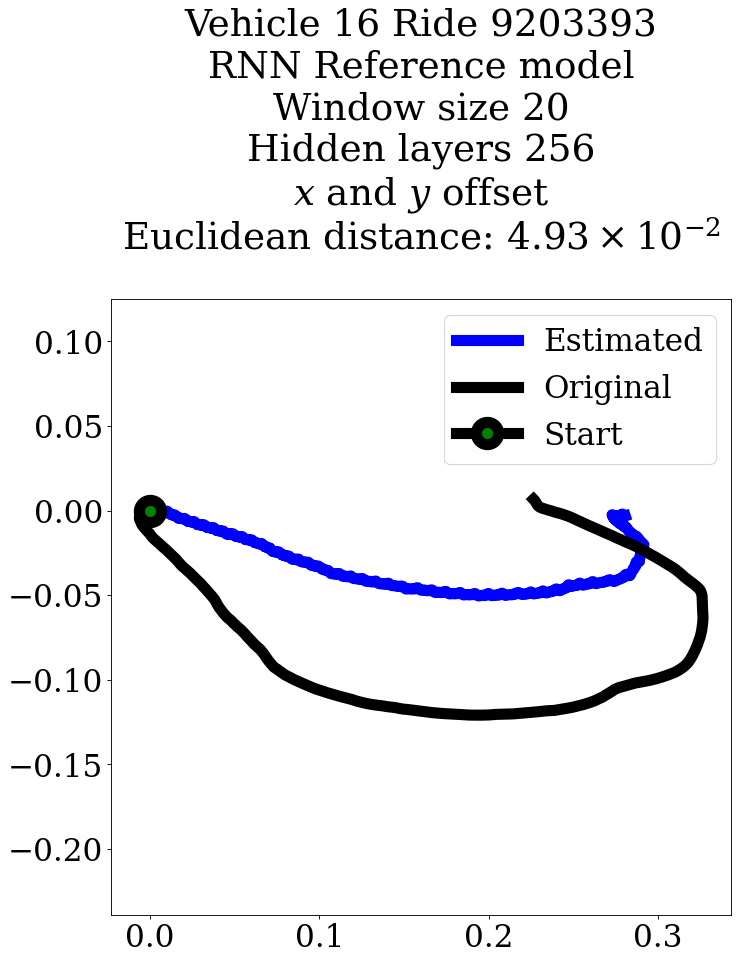 Vehicle 16 Ride 9203393
RNN Reference model
Window size 20
Hidden layers 256
x and y offset
Euclidean distance: 4.93 × 10⁻²
Estimated
Original
Start
0.10
0.05
0.00
−0.05
−0.10
−0.15
−0.20
0.0 0.1 0.2 0.3